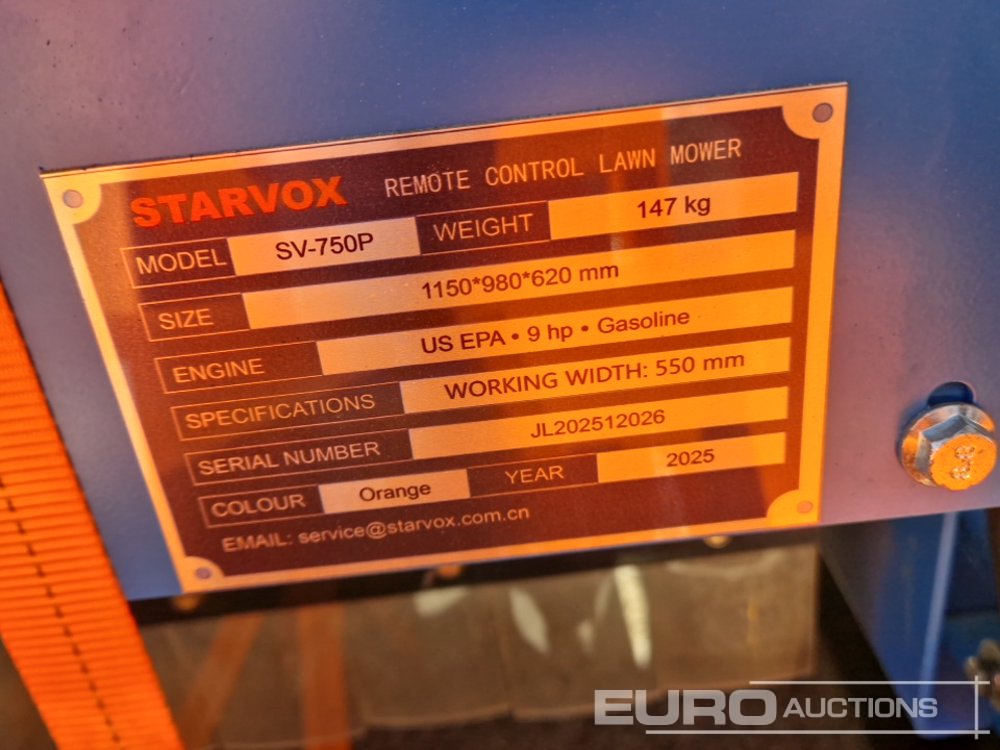 STARVOX REMOTE CONTROL LAWN MOWER
MODEL SV-750P WEIGHT 147 kg
SIZE 1150*980*620 mm
ENGINE US EPA • 9 hp • Gasoline
SPECIFICATIONS WORKING WIDTH: 550 mm
SERIAL NUMBER JL202512026
COLOUR Orange YEAR 2025
EMAIL: service@starvox.com.cn
8.8
EURO AUCTIONS